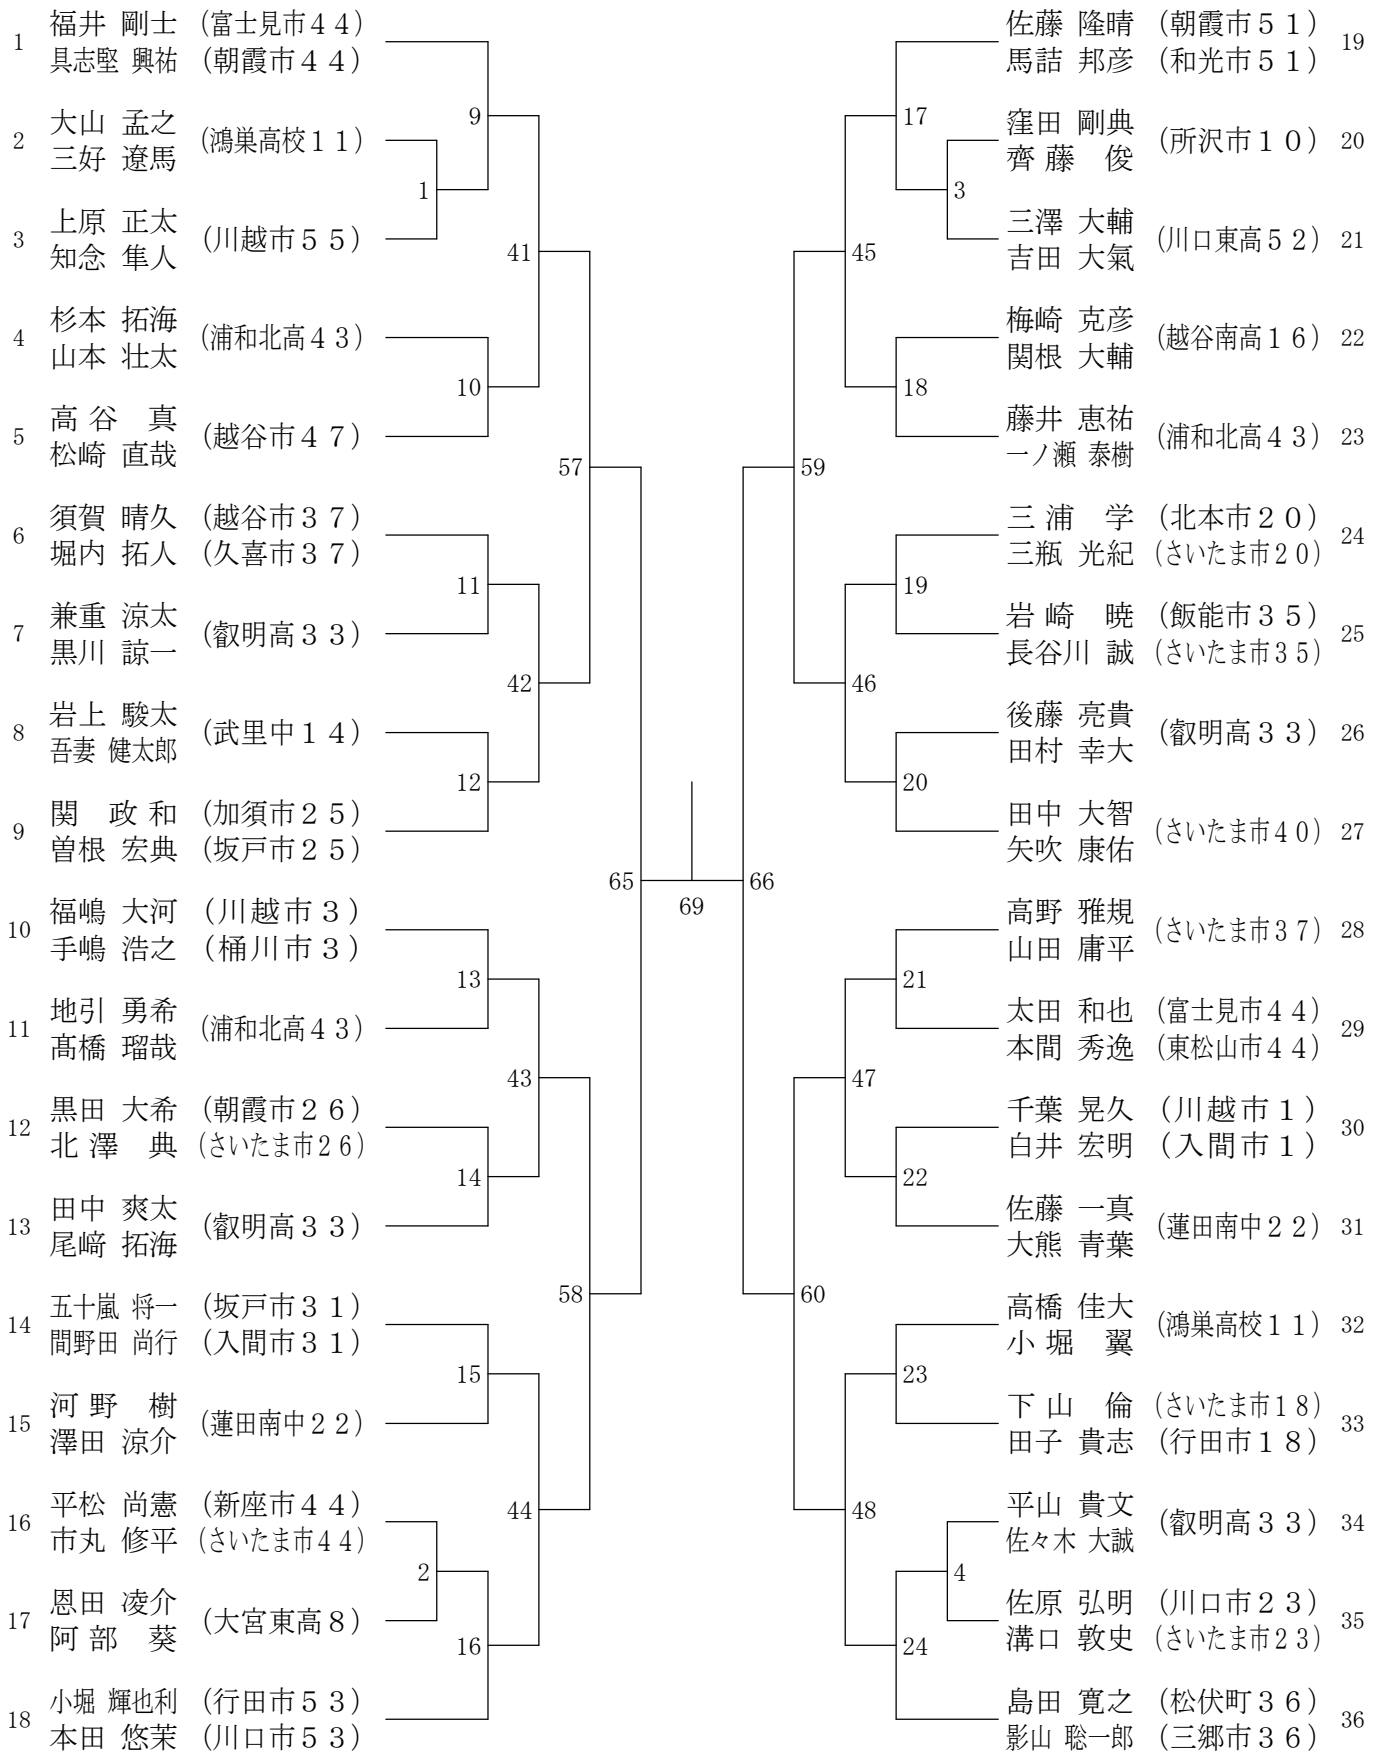 1 福井 剛士 （富士見市４４）
具志堅 興祐 （朝霞市４４）
2 大山 孟之 （鴻巣高校１１）
三好 遼馬
3 上原 正太 （川越市５５）
知念 隼人
4 杉本 拓海 （浦和北高４３）
山本 壮太
5 高谷 真 （越谷市４７）
松崎 直哉
6 須賀 晴久 （越谷市３７）
堀内 拓人 （久喜市３７）
7 兼重 涼太 （叡明高３３）
黒川 諒一
8 岩上 駿太 （武里中１４）
吾妻 健太郎
9 関 政和 （加須市２５）
曽根 宏典 （坂戸市２５）
10 福嶋 大河 （川越市３）
手嶋 浩之 （桶川市３）
11 地引 勇希 （浦和北高４３）
髙橋 瑠哉
12 黒田 大希 （朝霞市２６）
北澤 典 （さいたま市２６）
13 田中 爽太 （叡明高３３）
尾﨑 拓海
14 五十嵐 将一 （坂戸市３１）
間野田 尚行 （入間市３１）
15 河野 樹 （蓮田南中２２）
澤田 涼介
16 平松 尚憲 （新座市４４）
市丸 修平 （さいたま市４４）
17 恩田 凌介 （大宮東高８）
阿部 葵
18 小堀 輝也利 （行田市５３）
本田 悠茉 （川口市５３）
1
2
9
10
11
12
13
14
15
16
41
42
43
44
57
58
65
69
66
59
60
45
46
47
48
17
18
19
20
21
22
23
24
3
4
佐藤 隆晴 （朝霞市５１） 19
馬詰 邦彦 （和光市５１）
窪田 剛典 （所沢市１０） 20
齊藤 俊
三澤 大輔 （川口東高５２） 21
吉田 大氣
梅崎 克彦 （越谷南高１６） 22
関根 大輔
藤井 恵祐 （浦和北高４３） 23
一ノ瀬 泰樹
三浦 学 （北本市２０） 24
三瓶 光紀 （さいたま市２０）
岩崎 暁 （飯能市３５） 25
長谷川 誠 （さいたま市３５）
後藤 亮貴 （叡明高３３） 26
田村 幸大
田中 大智 （さいたま市４０） 27
矢吹 康佑
高野 雅規 （さいたま市３７） 28
山田 庸平
太田 和也 （富士見市４４） 29
本間 秀逸 （東松山市４４）
千葉 晃久 （川越市１） 30
白井 宏明 （入間市１）
佐藤 一真 （蓮田南中２２） 31
大熊 青葉
高橋 佳大 （鴻巣高校１１） 32
小堀 翼
下山 倫 （さいたま市１８） 33
田子 貴志 （行田市１８）
平山 貴文 （叡明高３３） 34
佐々木 大誠
佐原 弘明 （川口市２３） 35
溝口 敦史 （さいたま市２３）
島田 寛之 （松伏町３６） 36
影山 聡一郎 （三郷市３６）